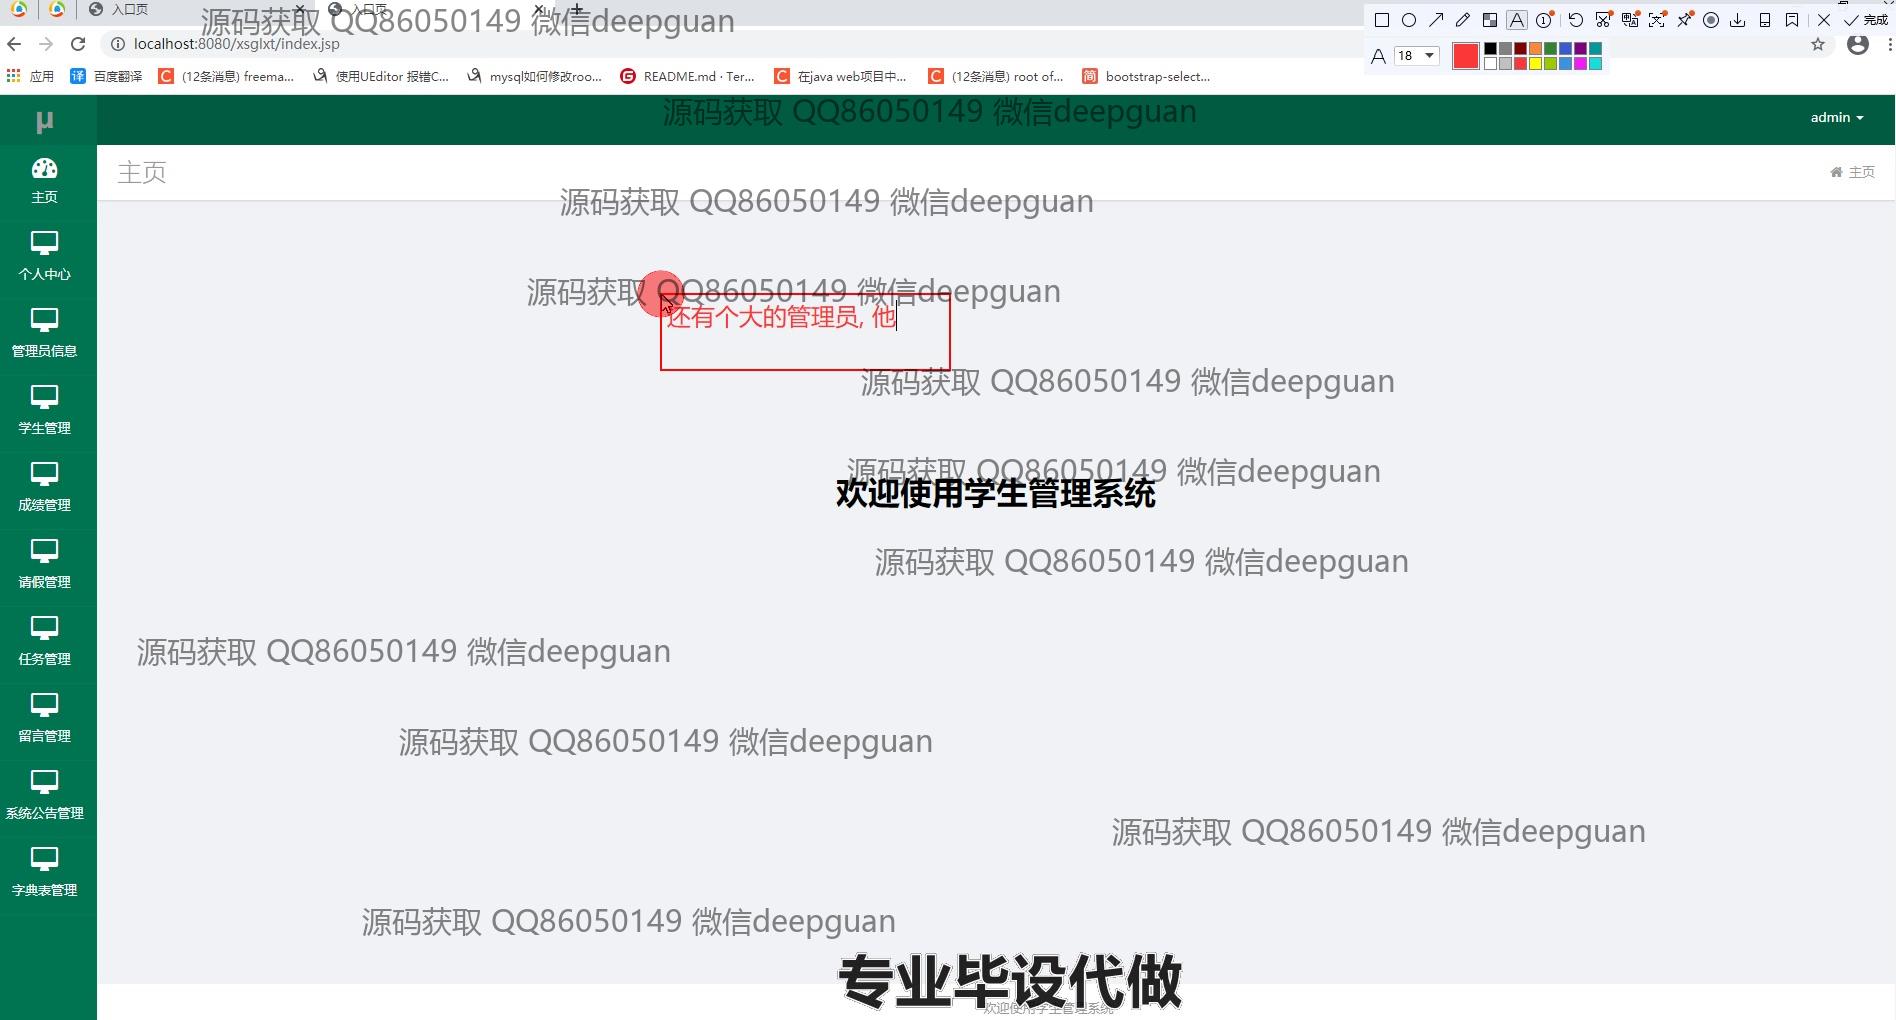 入口页
入口页
源码获取 QQ86050149 微信deepguan
完成
localhost:8080/xsglxt/index.jsp
A 18
应用
百度翻译
(12条消息) freema...
使用UEditor 报错C...
mysql如何修改roo...
README.md · Ter...
在java web项目中...
(12条消息) root of...
bootstrap-select...
μ
源码获取 QQ86050149 微信deepguan
admin
主页
主页
主页
源码获取 QQ86050149 微信deepguan
个人中心
源码获取 QQ86050149 微信deepguan
还有个大的管理员, 他
管理员信息
源码获取 QQ86050149 微信deepguan
学生管理
源码获取 QQ86050149 微信deepguan
欢迎使用学生管理系统
成绩管理
源码获取 QQ86050149 微信deepguan
请假管理
源码获取 QQ86050149 微信deepguan
任务管理
源码获取 QQ86050149 微信deepguan
留言管理
系统公告管理
源码获取 QQ86050149 微信deepguan
字典表管理
源码获取 QQ86050149 微信deepguan
专业毕设代做
欢迎使用学生管理系统